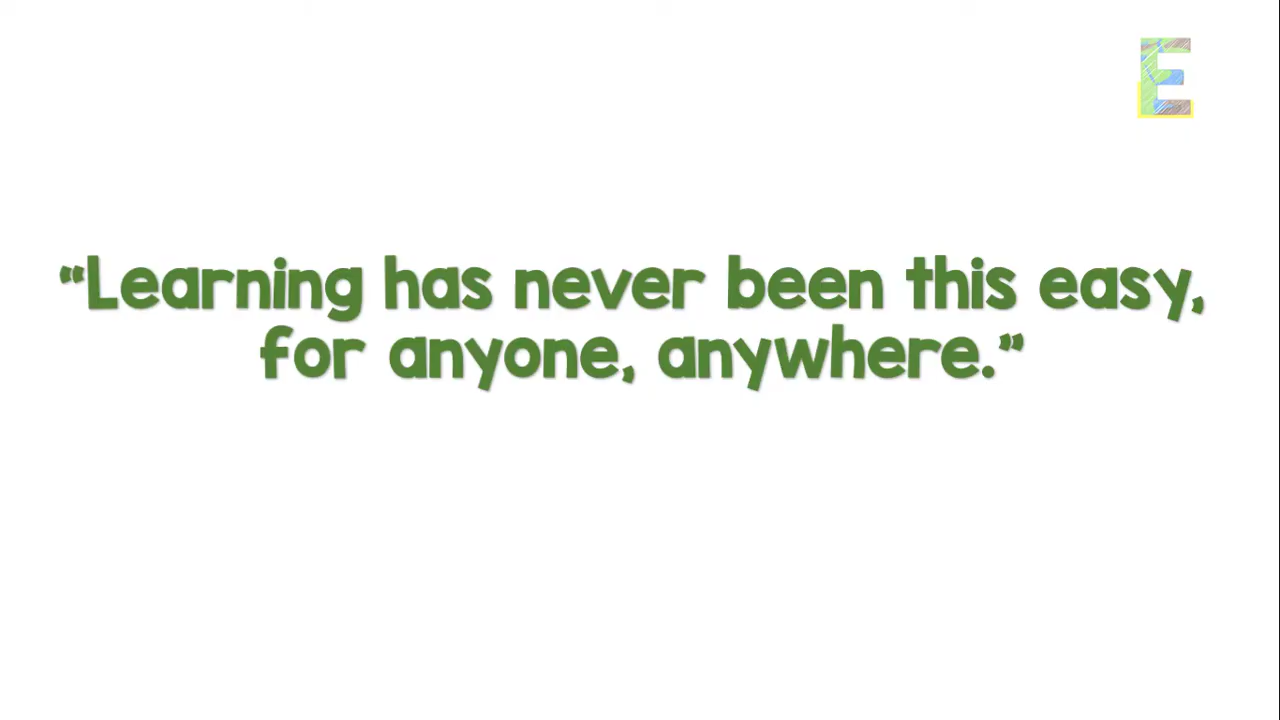 E
“Learning has never been this easy,
for anyone, anywhere.”